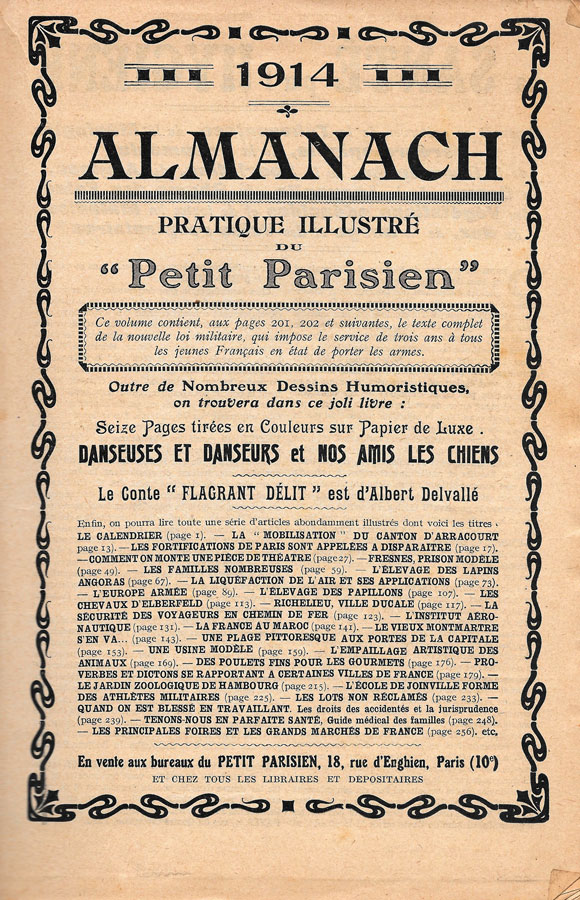 1914
ALMANACH
PRATIQUE ILLUSTRÉ
DU
“Petit Parisien”
Ce volume contient, aux pages 201, 202 et suivantes, le texte complet
de la nouvelle loi militaire, qui impose le service de trois ans à tous
les jeunes Français en état de porter les armes.
Outre de Nombreux Dessins Humoristiques,
on trouvera dans ce joli livre :
Seize Pages tirées en Couleurs sur Papier de Luxe .
DANSEUSES ET DANSEURS et NOS AMIS LES CHIENS
Le Conte “ FLAGRANT DÉLIT ” est d'Albert Delvallé
Enfin, on pourra lire toute une série d'articles abondamment illustrés dont voici les titres :
LE CALENDRIER (page 1). — LA “ MOBILISATION ” DU CANTON D'ARRACOURT
page 13). — LES FORTIFICATIONS DE PARIS SONT APPELÉES A DISPARAITRE (page 17).
—COMMENT ON MONTE UNE PIÈCE DE THÉATRE (page 27). —FRESNES, PRISON MODÈLE
(page 49). — LES FAMILLES NOMBREUSES (page 59). — L'ÉLEVAGE DES LAPINS
ANGORAS (page 67). — LA LIQUÉFACTION DE L'AIR ET SES APPLICATIONS (page 73).
— L'EUROPE ARMÉE (page 89). — L'ÉLEVAGE DES PAPILLONS (page 107). — LES
CHEVAUX D'ELBERFELD (page 113). — RICHELIEU, VILLE DUCALE (page 117). — LA
SÉCURITÉ DES VOYAGEURS EN CHEMIN DE FER (page 123). — L'INSTITUT AÉRO-
NAUTIQUE (page 131). — LA FRANCE AU MAROC (page 141). — LE VIEUX MONTMARTRE
S'EN VA... (page 143). — UNE PLAGE PITTORESQUE AUX PORTES DE LA CAPITALE
(page 153). — UNE USINE MODÈLE (page 159). — L'EMPAILLAGE ARTISTIQUE DES
ANIMAUX (page 169). — DES POULETS FINS POUR LES GOURMETS (page 176). — PRO-
VERBES ET DICTONS SE RAPPORTANT A CERTAINES VILLES DE FRANCE (page 179). —
LE JARDIN ZOOLOGIQUE DE HAMBOURG (page 215). — L'ÉCOLE DE JOINVILLE FORME
DES ATHLÈTES MILITAIRES (page 225). — LES LOTS NON RÉCLAMÉS (page 233). —
QUAND ON EST BLESSÉ EN TRAVAILLANT. Les droits des accidentés et la jurisprudence
(page 239). — TENONS-NOUS EN PARFAITE SANTÉ, Guide médical des familles (page 248).
— LES PRINCIPALES FOIRES ET LES GRANDS MARCHÉS DE FRANCE (page 256). etc.
En vente aux bureaux du PETIT PARISIEN, 18, rue d'Enghien, Paris (10e)
ET CHEZ TOUS LES LIBRAIRES ET DEPOSITAIRES